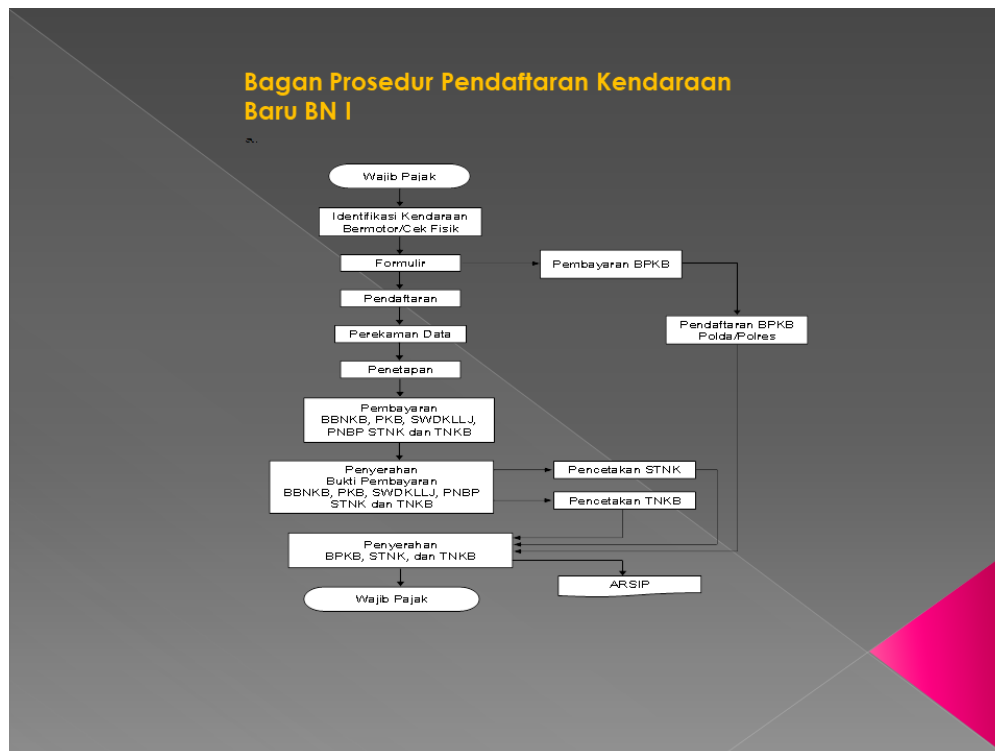 Bagan Prosedur Pendaftaran Kendaraan
Baru BN I
a.
Wajib Pajak
Identifikasi Kendaraan
Bermotor/Cek Fisik
Formulir
Pembayaran BPKB
Pendaftaran
Pendaftaran BPKB
Polda/Polres
Perekaman Data
Penetapan
Pembayaran
BBNKB, PKB, SWDKLLJ,
PNBP STNK dan TNKB
Penyerahan
Bukti Pembayaran
BBNKB, PKB, SWDKLLJ, PNBP
STNK dan TNKB
Pencetakan STNK
Pencetakan TNKB
Penyerahan
BPKB, STNK, dan TNKB
ARSIP
Wajib Pajak